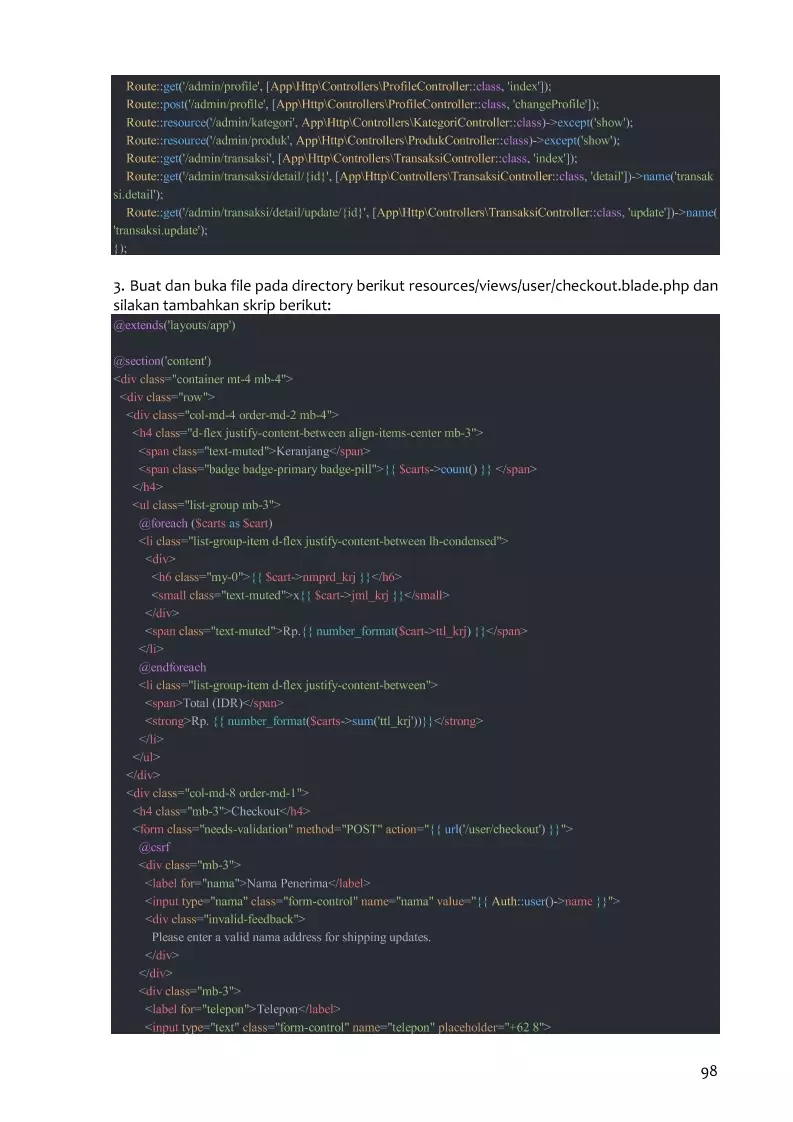 Route::get('/admin/profile', [App\Http\Controllers\ProfileController::class, 'index']);
Route::post('/admin/profile', [App\Http\Controllers\ProfileController::class, 'changeProfile']);
Route::resource('/admin/kategori', App\Http\Controllers\KategoriController::class)->except('show');
Route::resource('/admin/produk', App\Http\Controllers\ProdukController::class)->except('show');
Route::get('/admin/transaksi', [App\Http\Controllers\TransaksiController::class, 'index']);
Route::get('/admin/transaksi/detail/{id}', [App\Http\Controllers\TransaksiController::class, 'detail'])->name('transak
si.detail');
Route::get('/admin/transaksi/detail/update/{id}', [App\Http\Controllers\TransaksiController::class, 'update'])->name(
'transaksi.update');
});
3. Buat dan buka file pada directory berikut resources/views/user/checkout.blade.php dan
silakan tambahkan skrip berikut:
@extends('layouts/app')
@section('content')
<div class="container mt-4 mb-4">
<div class="row">
<div class="col-md-4 order-md-2 mb-4">
<h4 class="d-flex justify-content-between align-items-center mb-3">
<span class="text-muted">Keranjang</span>
<span class="badge badge-primary badge-pill">{{ $carts->count() }} </span>
</h4>
<ul class="list-group mb-3">
@foreach ($carts as $cart)
<li class="list-group-item d-flex justify-content-between lh-condensed">
<div>
<h6 class="my-0">{{ $cart->nmprd_krj }}</h6>
<small class="text-muted">x{{ $cart->jml_krj }}</small>
</div>
<span class="text-muted">Rp.{{ number_format($cart->ttl_krj) }}</span>
</li>
@endforeach
<li class="list-group-item d-flex justify-content-between">
<span>Total (IDR)</span>
<strong>Rp. {{ number_format($carts->sum('ttl_krj'))}}</strong>
</li>
</ul>
</div>
<div class="col-md-8 order-md-1">
<h4 class="mb-3">Checkout</h4>
<form class="needs-validation" method="POST" action="{{ url('/user/checkout') }}">
@csrf
<div class="mb-3">
<label for="nama">Nama Penerima</label>
<input type="nama" class="form-control" name="nama" value="{{ Auth::user()->name }}">
<div class="invalid-feedback">
Please enter a valid nama address for shipping updates.
</div>
</div>
<div class="mb-3">
<label for="telepon">Telepon</label>
<input type="text" class="form-control" name="telepon" placeholder="+62 8">
98